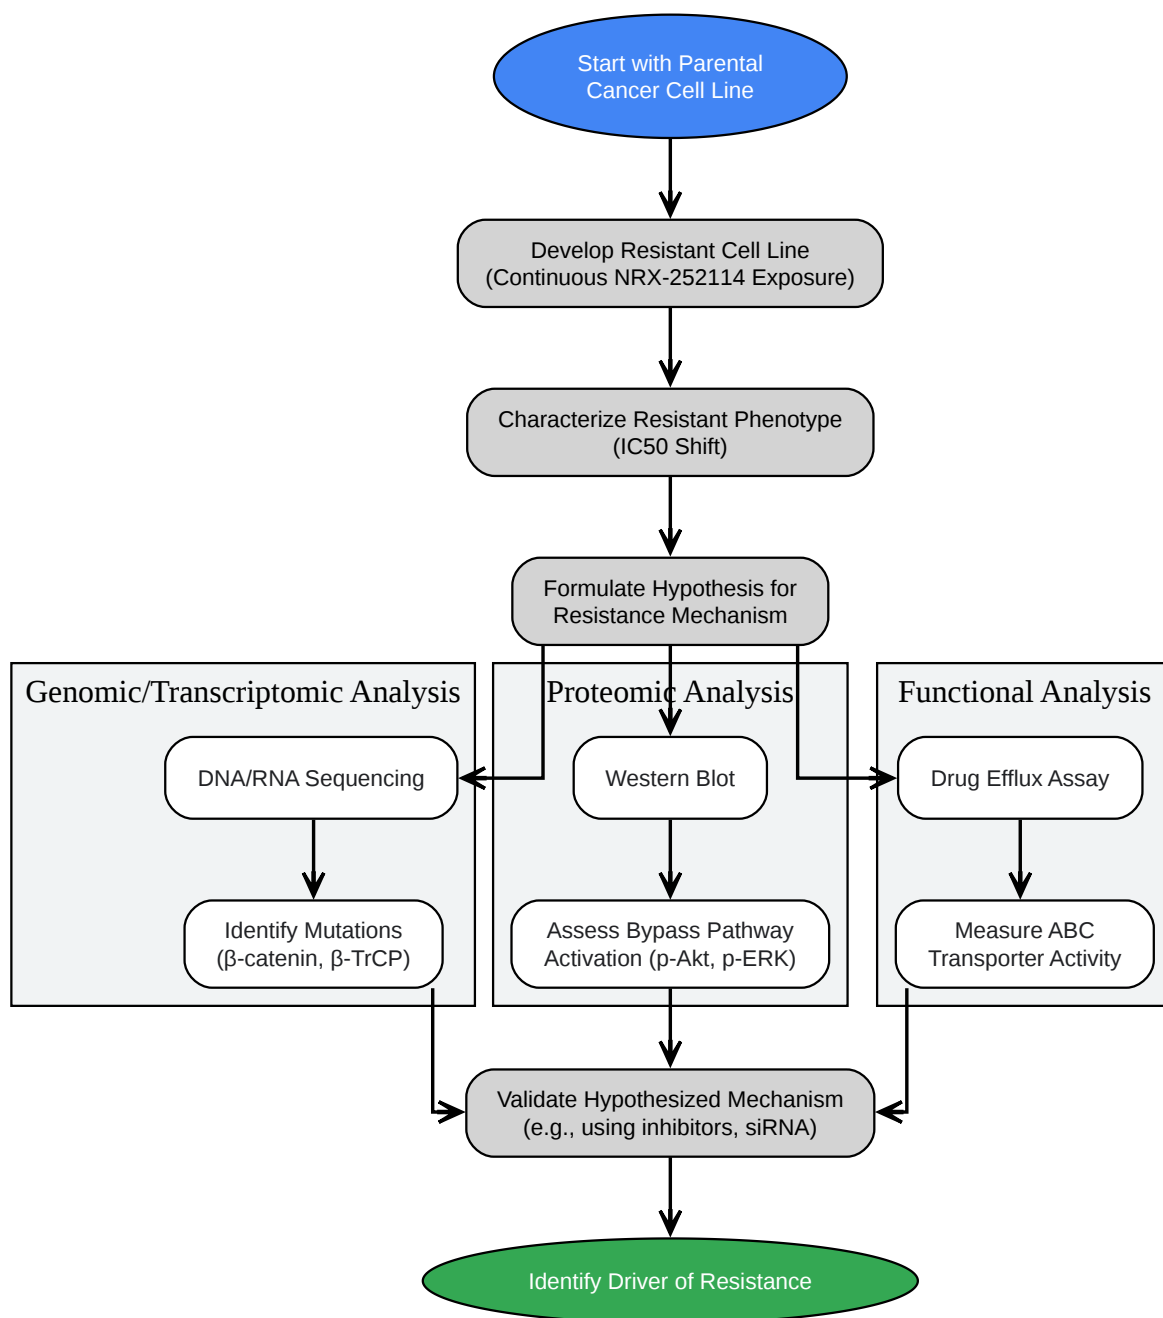 Start with Parental
Cancer Cell Line
Develop Resistant Cell Line
(Continuous NRX-252114 Exposure)
Characterize Resistant Phenotype
(IC50 Shift)
Formulate Hypothesis for
Resistance Mechanism
Genomic/Transcriptomic Analysis
DNA/RNA Sequencing
Identify Mutations
(β-catenin, β-TrCP)
Proteomic Analysis
Western Blot
Assess Bypass Pathway
Activation (p-Akt, p-ERK)
Functional Analysis
Drug Efflux Assay
Measure ABC
Transporter Activity
Validate Hypothesized Mechanism
(e.g., using inhibitors, siRNA)
Identify Driver of Resistance